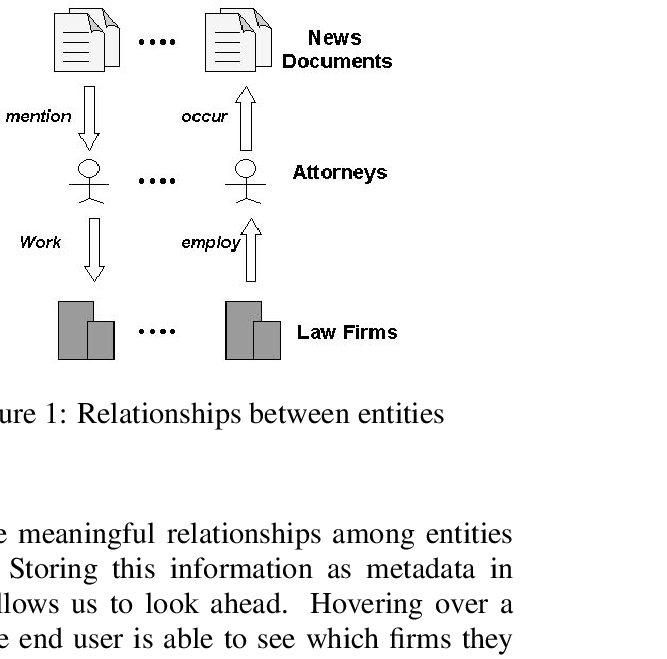 News
Documents
mention
occur
Attorneys
Work
employ
Law Firms
1: Relationships between entities
meaningful relationships among entities
Storing this information as metadata in
us to look ahead. Hovering over a
end user is able to see which firms they